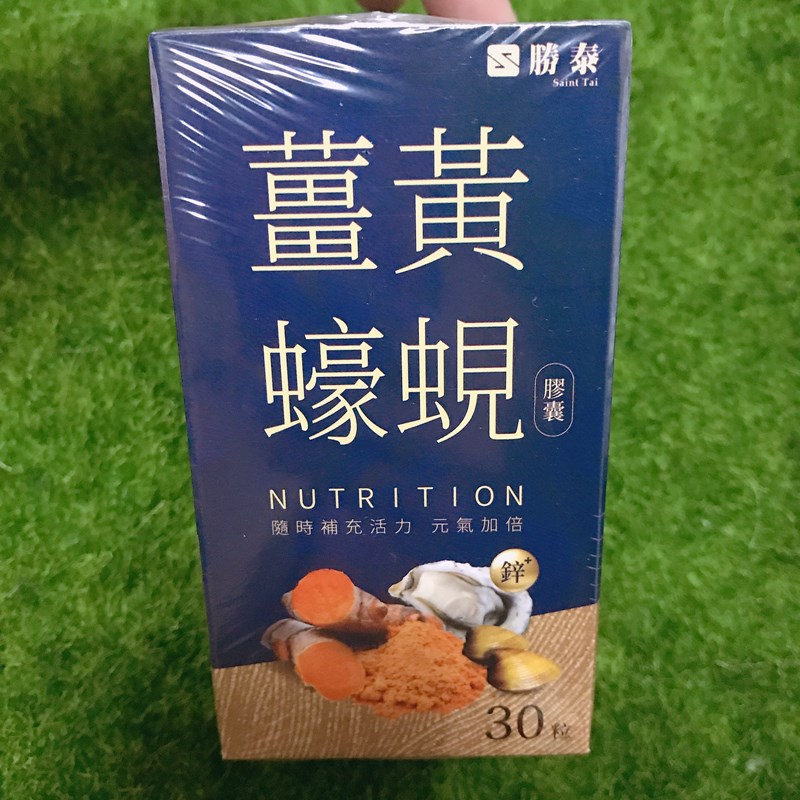 勝泰
Saint Tai
薑黃
蠔蜆
膠囊
NUTRITION
隨時補充活力 元氣加倍
鋅+
30粒